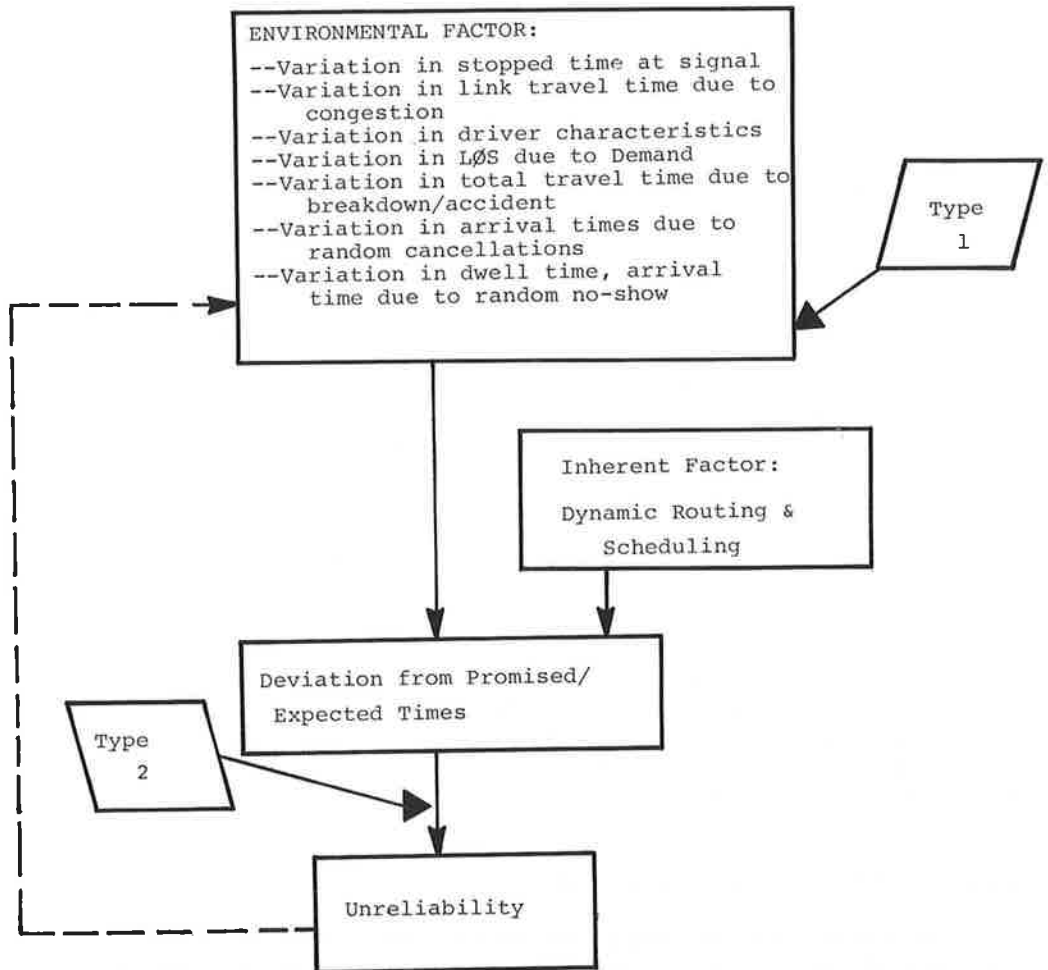 ENVIRONMENTAL FACTOR:
--Variation in stopped time at signal
--Variation in link travel time due to
congestion
--Variation in driver characteristics
--Variation in LØS due to Demand
--Variation in total travel time due to
breakdown/accident
--Variation in arrival times due to
random cancellations
--Variation in dwell time, arrival
time due to random no-show
Type
1
Inherent Factor:
Dynamic Routing &
Scheduling
Deviation from Promised/
Expected Times
Type
2
Unreliability